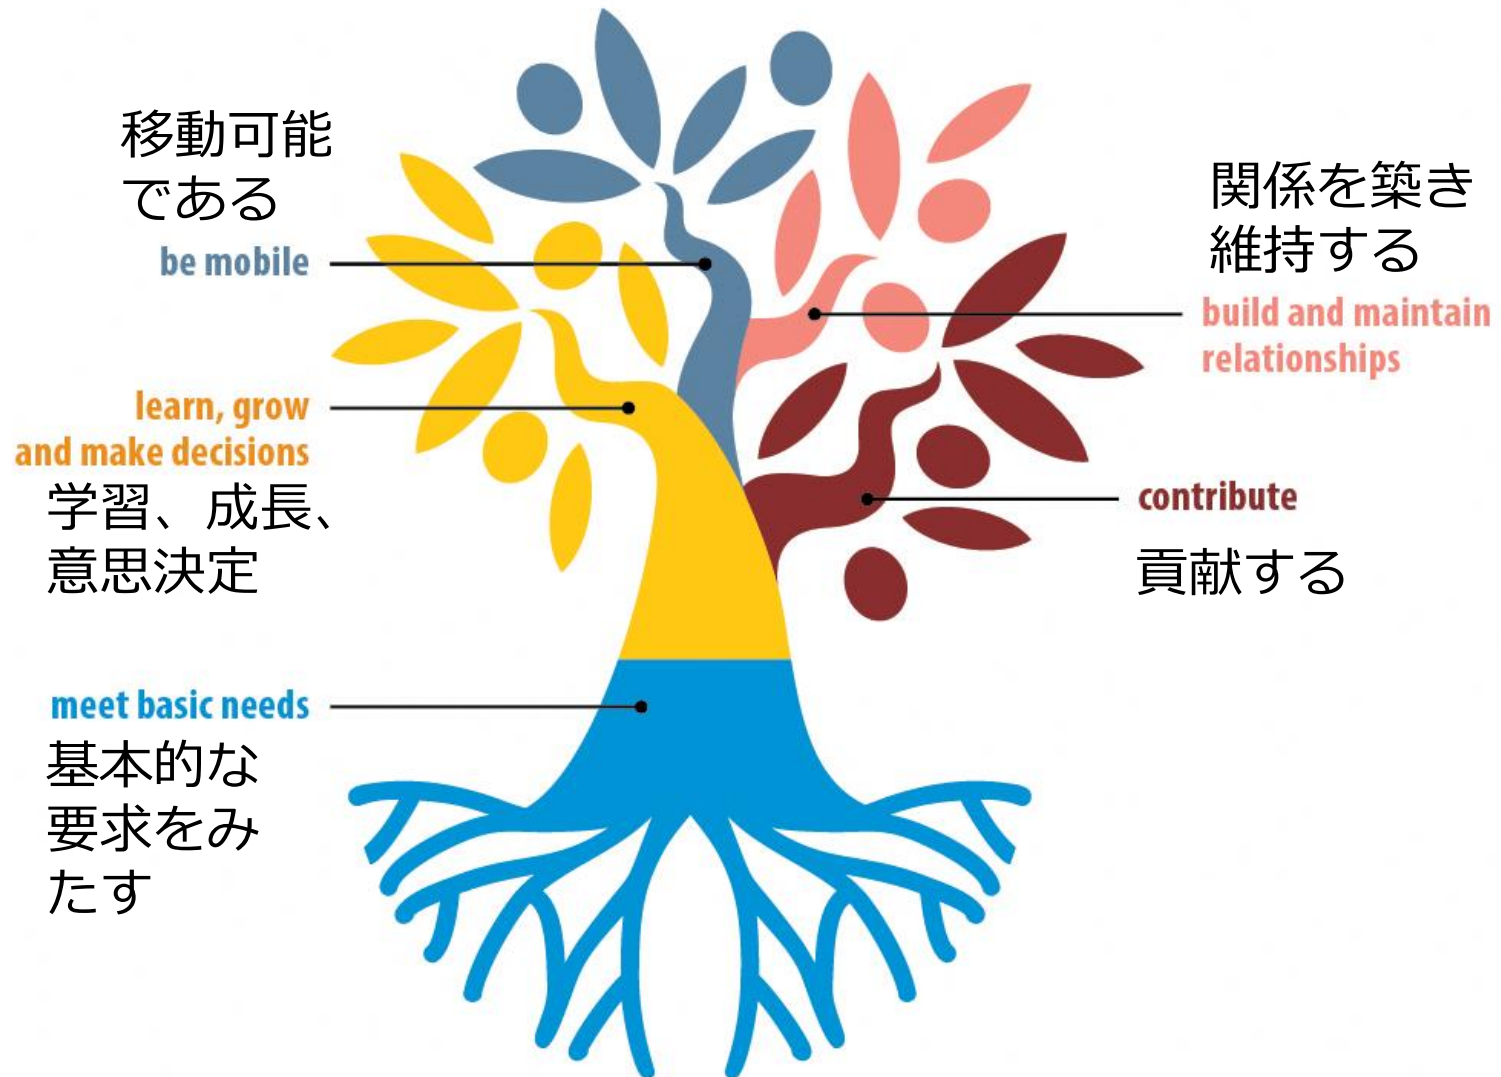 移動可能
である
be mobile
関係を築き
維持する
build and maintain
relationships
learn, grow
and make decisions
学習、成長、
意思決定
contribute
貢献する
meet basic needs
基本的な
要求をみ
たす